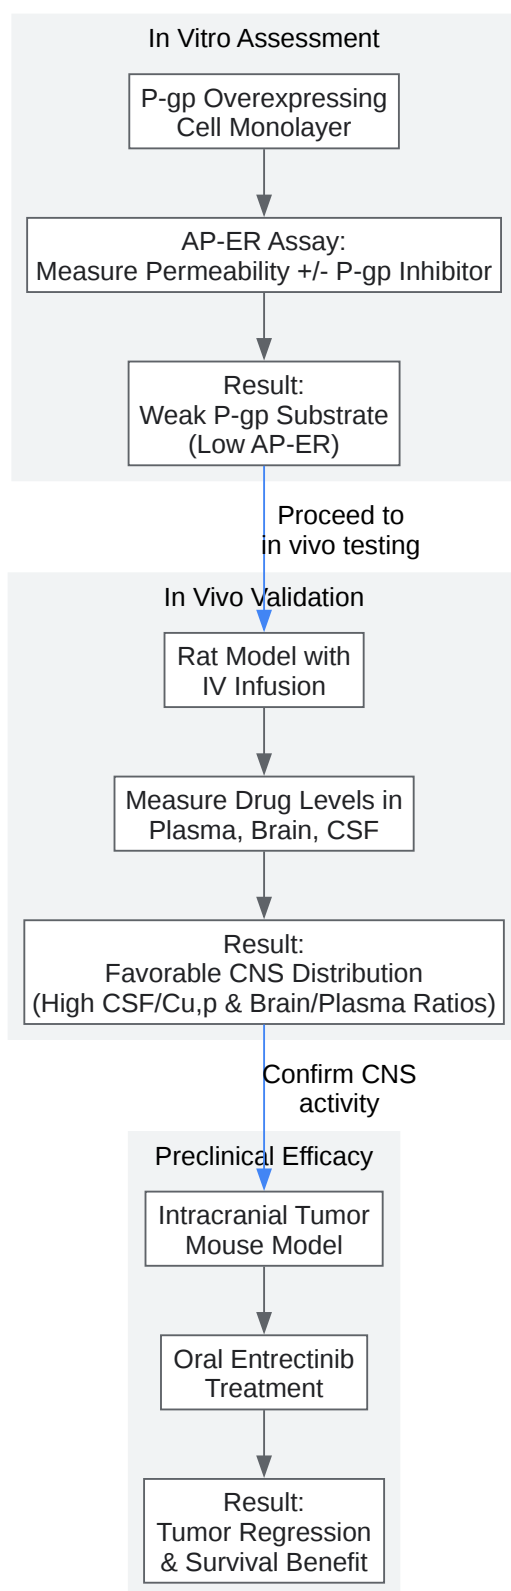 In Vitro Assessment
P-gp Overexpressing
Cell Monolayer
AP-ER Assay:
Measure Permeability +/- P-gp Inhibitor
Result:
Weak P-gp Substrate
(Low AP-ER)
Proceed to
in vivo testing
In Vivo Validation
Rat Model with
IV Infusion
Measure Drug Levels in
Plasma, Brain, CSF
Result:
Favorable CNS Distribution
(High CSF/Cu,p & Brain/Plasma Ratios)
Confirm CNS
activity
Preclinical Efficacy
Intracranial Tumor
Mouse Model
Oral Entrectinib
Treatment
Result:
Tumor Regression
& Survival Benefit